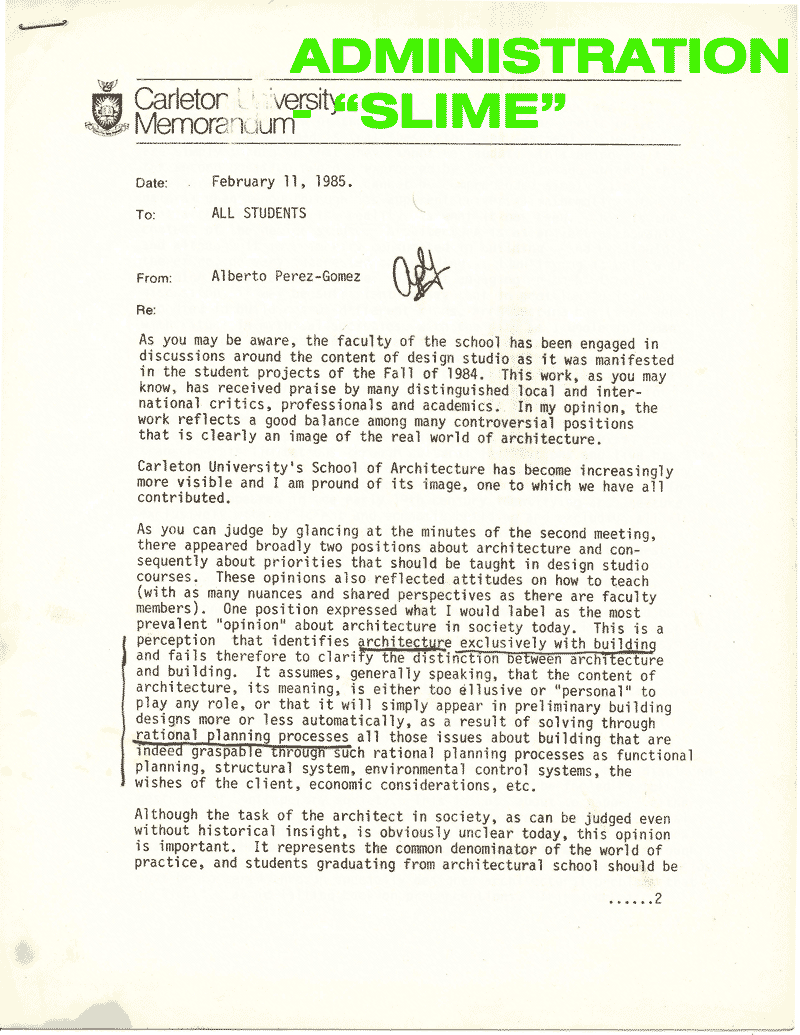 ADMINISTRATION
- “SLIME”
Carleton University
Memorandum
Date: February 11, 1985.
To: ALL STUDENTS
From: Alberto Perez-Gomez
Re:
As you may be aware, the faculty of the school has been engaged in
discussions around the content of design studio as it was manifested
in the student projects of the Fall of 1984. This work, as you may
know, has received praise by many distinguished local and inter-
national critics, professionals and academics. In my opinion, the
work reflects a good balance among many controversial positions
that is clearly an image of the real world of architecture.
Carleton University's School of Architecture has become increasingly
more visible and I am pround of its image, one to which we have all
contributed.
As you can judge by glancing at the minutes of the second meeting,
there appeared broadly two positions about architecture and con-
sequently about priorities that should be taught in design studio
courses. These opinions also reflected attitudes on how to teach
(with as many nuances and shared perspectives as there are faculty
members). One position expressed what I would label as the most
prevalent "opinion" about architecture in society today. This is a
perception that identifies architecture exclusively with building
and fails therefore to clarify the distinction between architecture
and building. It assumes, generally speaking, that the content of
architecture, its meaning, is either too ellusive or "personal" to
play any role, or that it will simply appear in preliminary building
designs more or less automatically, as a result of solving through
rational planning processes all those issues about building that are
indeed graspable through such rational planning processes as functional
planning, structural system, environmental control systems, the
wishes of the client, economic considerations, etc.
Although the task of the architect in society, as can be judged even
without historical insight, is obviously unclear today, this opinion
is important. It represents the common denominator of the world of
practice, and students graduating from architectural school should be
......2